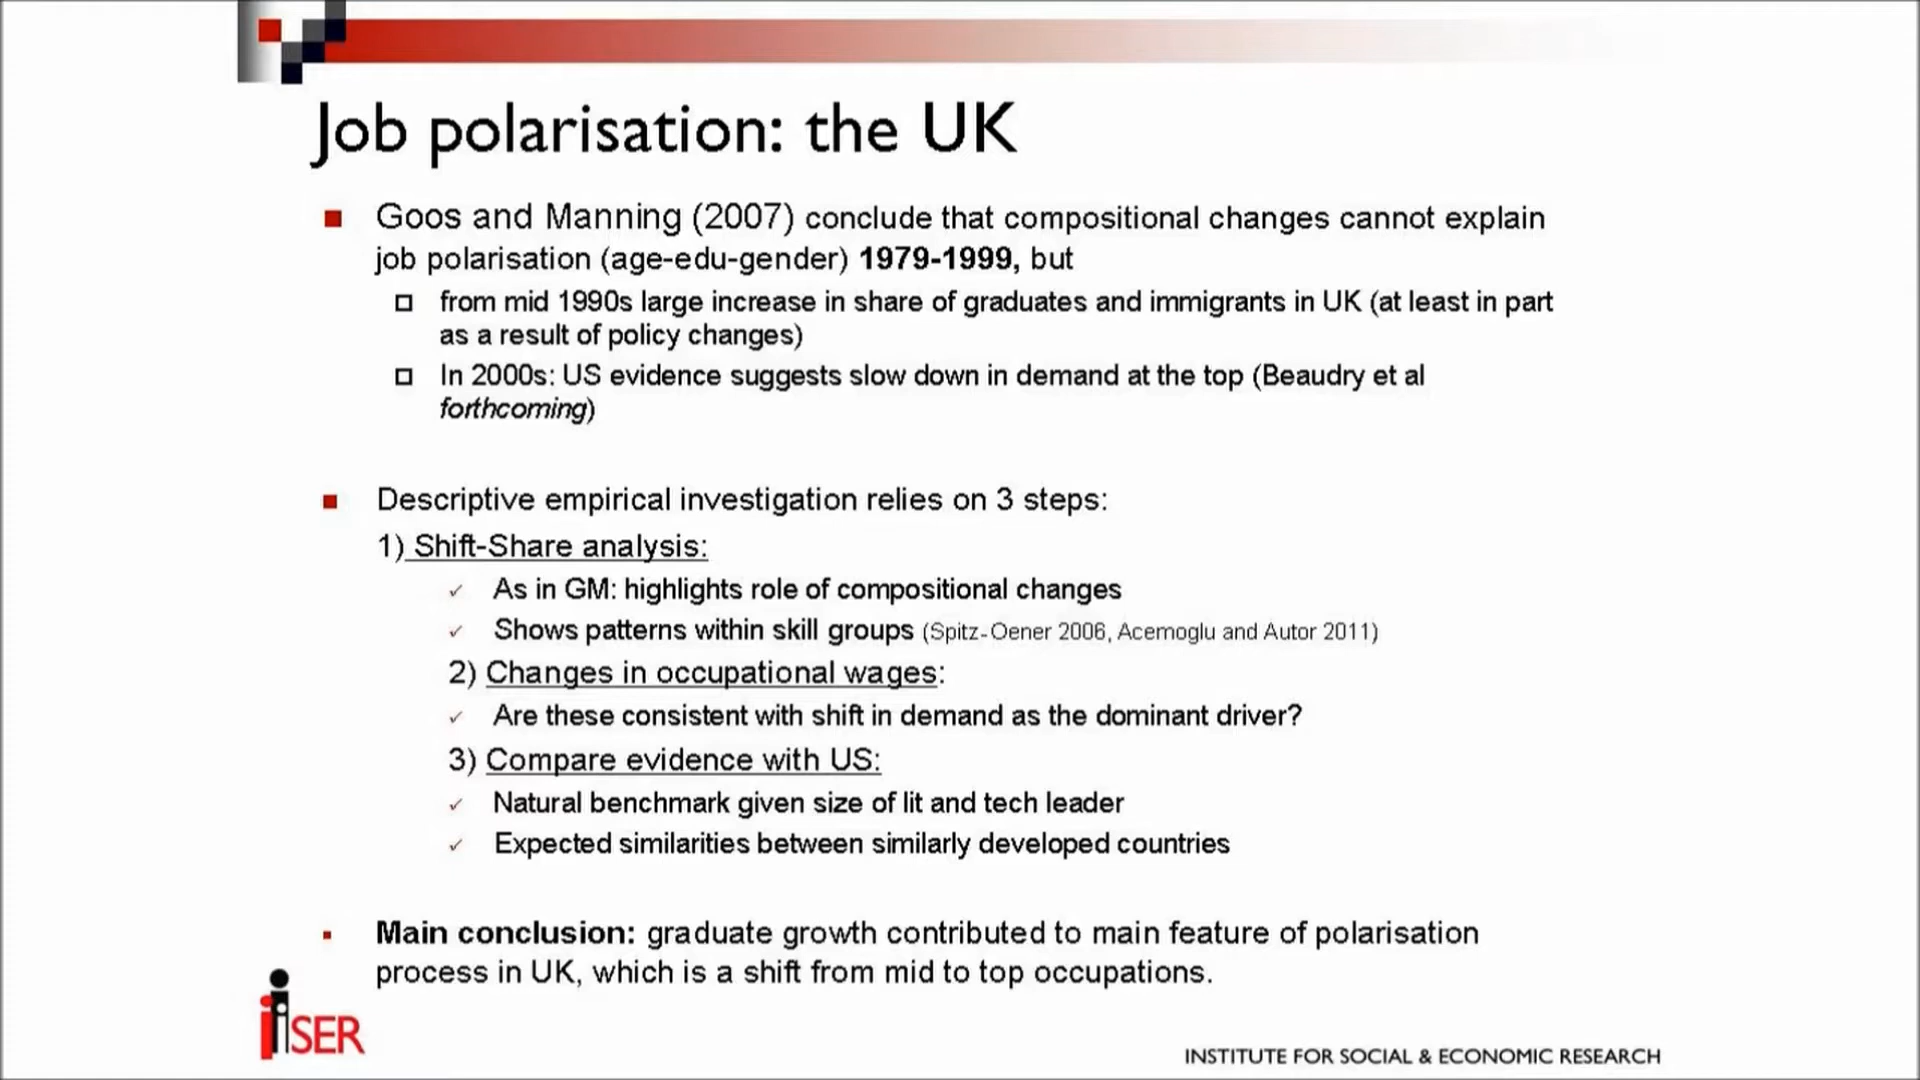 Job polarisation: the UK
Goos and Manning (2007) conclude that compositional changes cannot explain
job polarisation (age-edu-gender) 1979-1999, but
from mid 1990s large increase in share of graduates and immigrants in UK (at least in part
as a result of policy changes)
In 2000s: US evidence suggests slow down in demand at the top (Beaudry et al
forthcoming)
Descriptive empirical investigation relies on 3 steps:
1) Shift-Share analysis:
As in GM: highlights role of compositional changes
Shows patterns within skill groups (Spitz-Oener 2006, Acemoglu and Autor 2011)
2) Changes in occupational wages:
Are these consistent with shift in demand as the dominant driver?
3) Compare evidence with US:
Natural benchmark given size of lit and tech leader
Expected similarities between similarly developed countries
Main conclusion: graduate growth contributed to main feature of polarisation
process in UK, which is a shift from mid to top occupations.
iiSER
INSTITUTE FOR SOCIAL & ECONOMIC RESEARCH